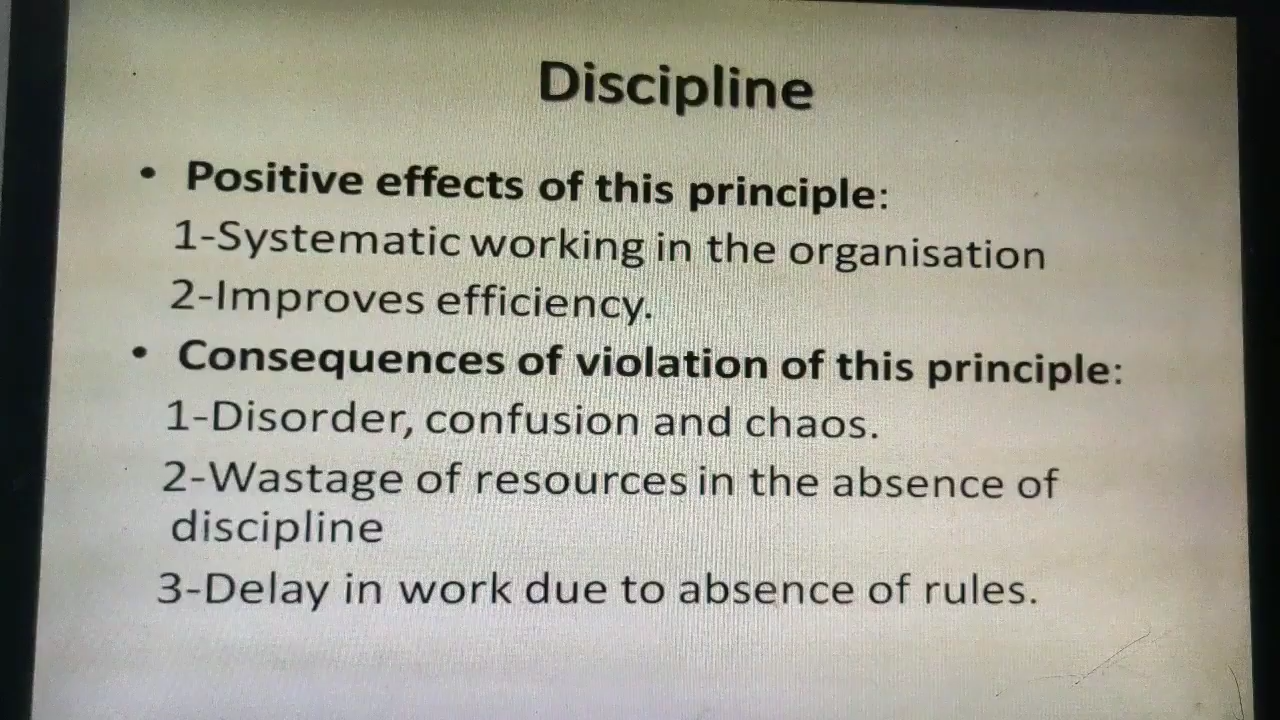 Discipline
• Positive effects of this principle:
1-Systematic working in the organisation
2-Improves efficiency.
• Consequences of violation of this principle:
1-Disorder, confusion and chaos.
2-Wastage of resources in the absence of
discipline
3-Delay in work due to absence of rules.